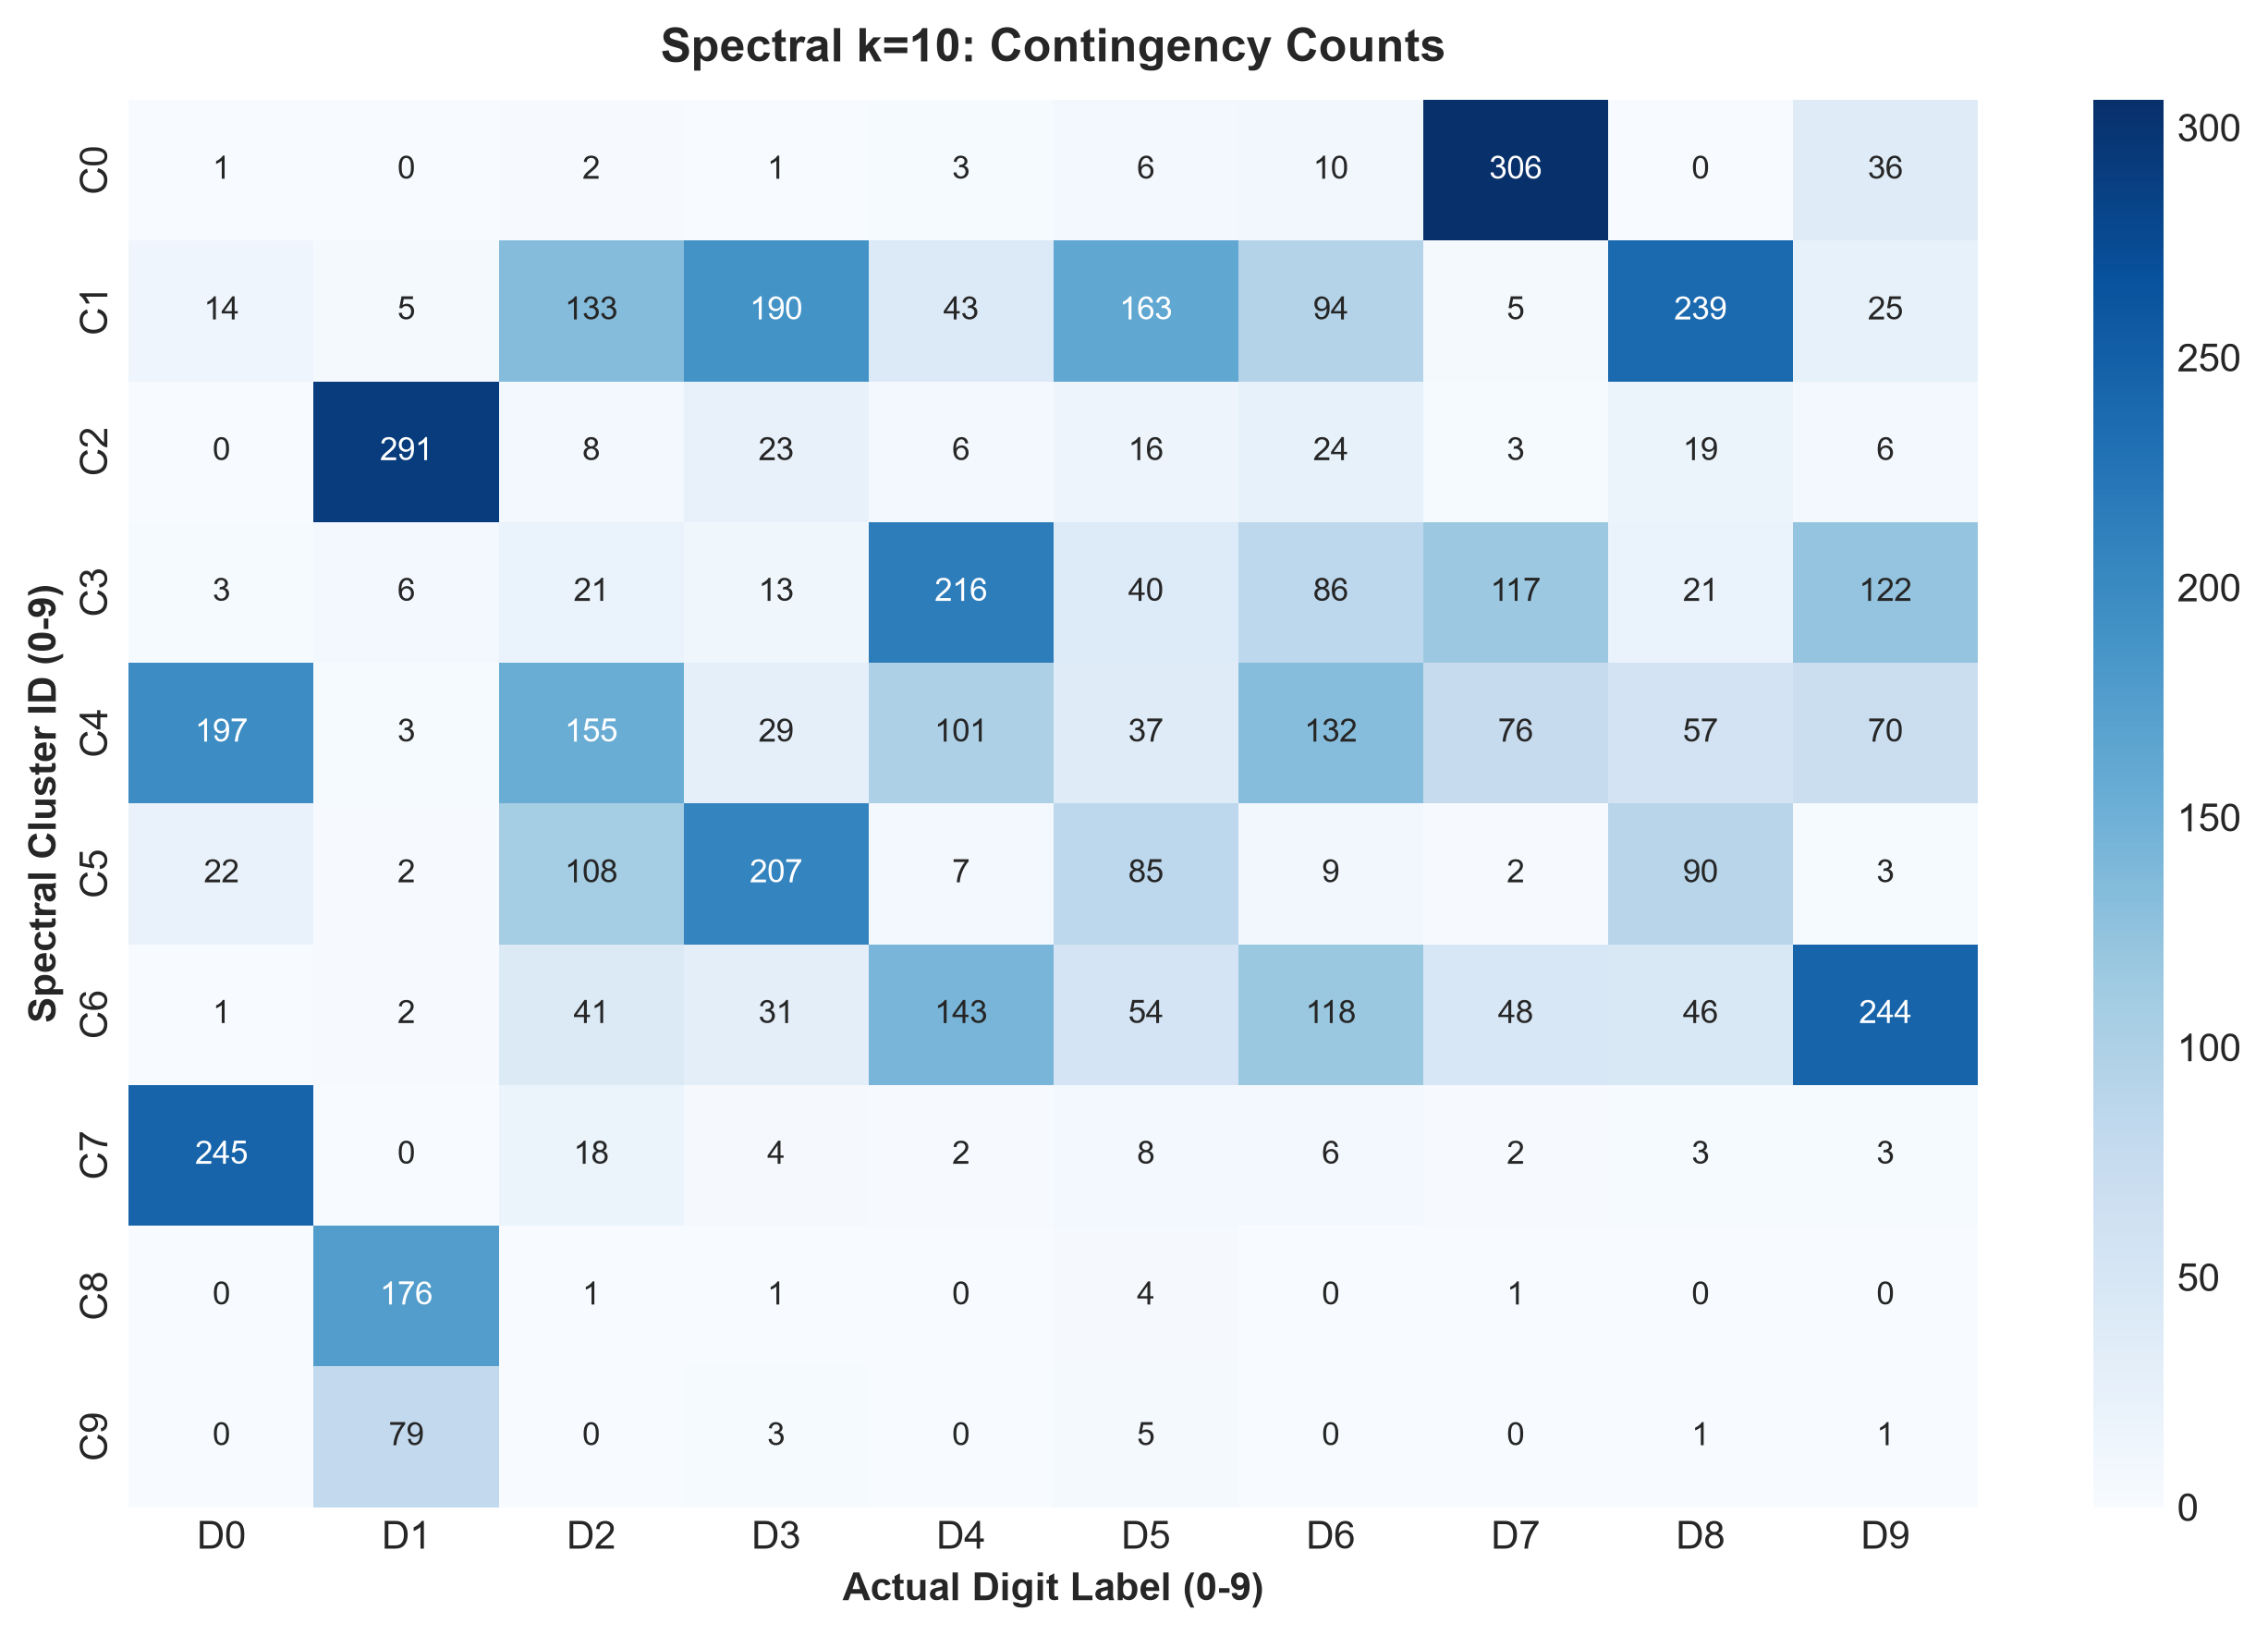 Spectral k=10: Contingency Counts
Spectral Cluster ID (0-9)
C0 1 0 2 1 3 6 10 306 0 36
C1 14 5 133 190 43 163 94 5 239 25
C2 0 291 8 23 6 16 24 3 19 6
C3 3 6 21 13 216 40 86 117 21 122
C4 197 3 155 29 101 37 132 76 57 70
C5 22 2 108 207 7 85 9 2 90 3
C6 1 2 41 31 143 54 118 48 46 244
C7 245 0 18 4 2 8 6 2 3 3
C8 0 176 1 1 0 4 0 1 0 0
C9 0 79 0 3 0 5 0 0 1 1
D0 D1 D2 D3 D4 D5 D6 D7 D8 D9
Actual Digit Label (0-9)
300
250
200
150
100
50
0